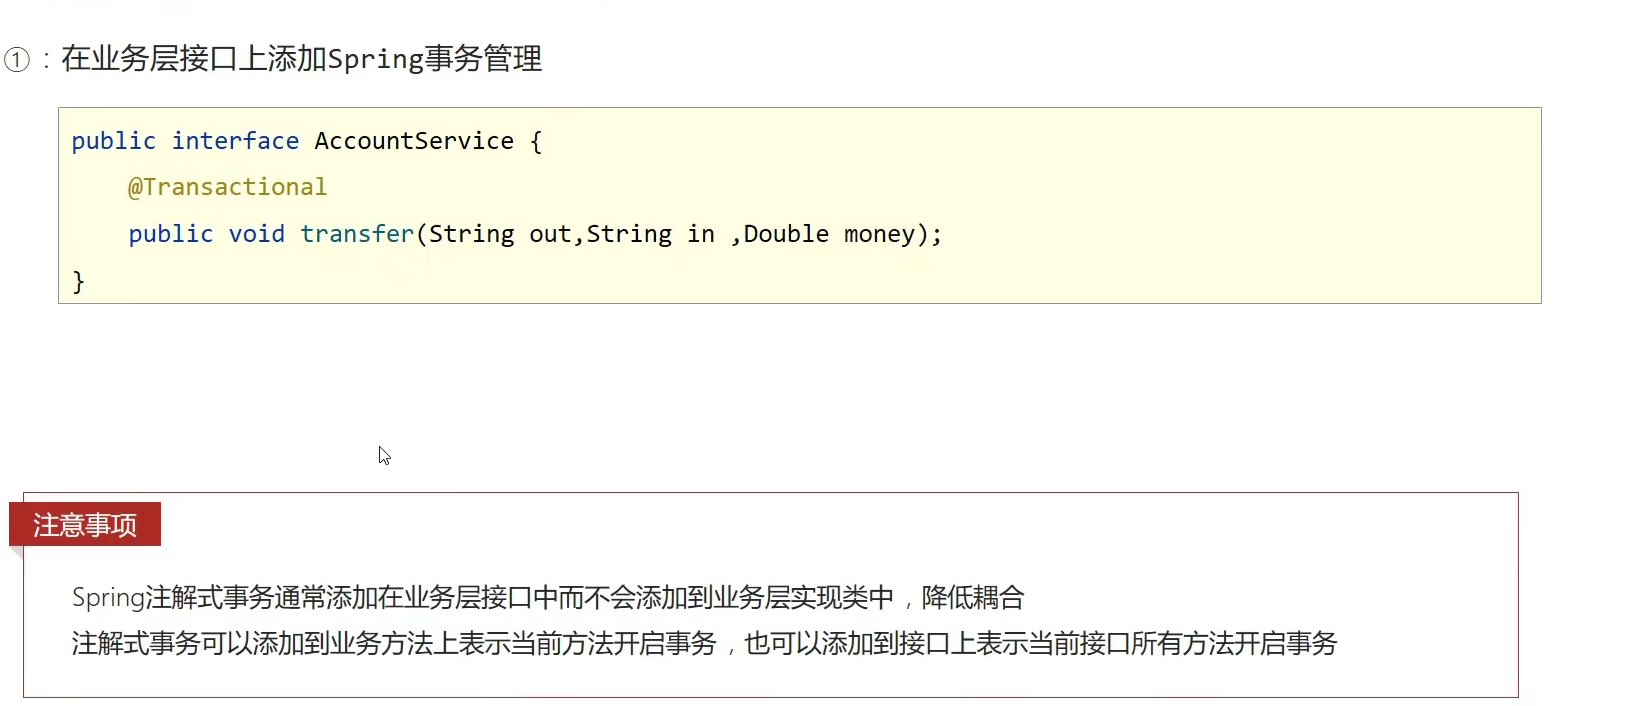 ①：在业务层接口上添加Spring事务管理
public interface AccountService {
    @Transactional
    public void transfer(String out,String in ,Double money);
}
注意事项
Spring注解式事务通常添加在业务层接口中而不会添加到业务层实现类中，降低耦合
注解式事务可以添加到业务方法上表示当前方法开启事务，也可以添加到接口上表示当前接口所有方法开启事务